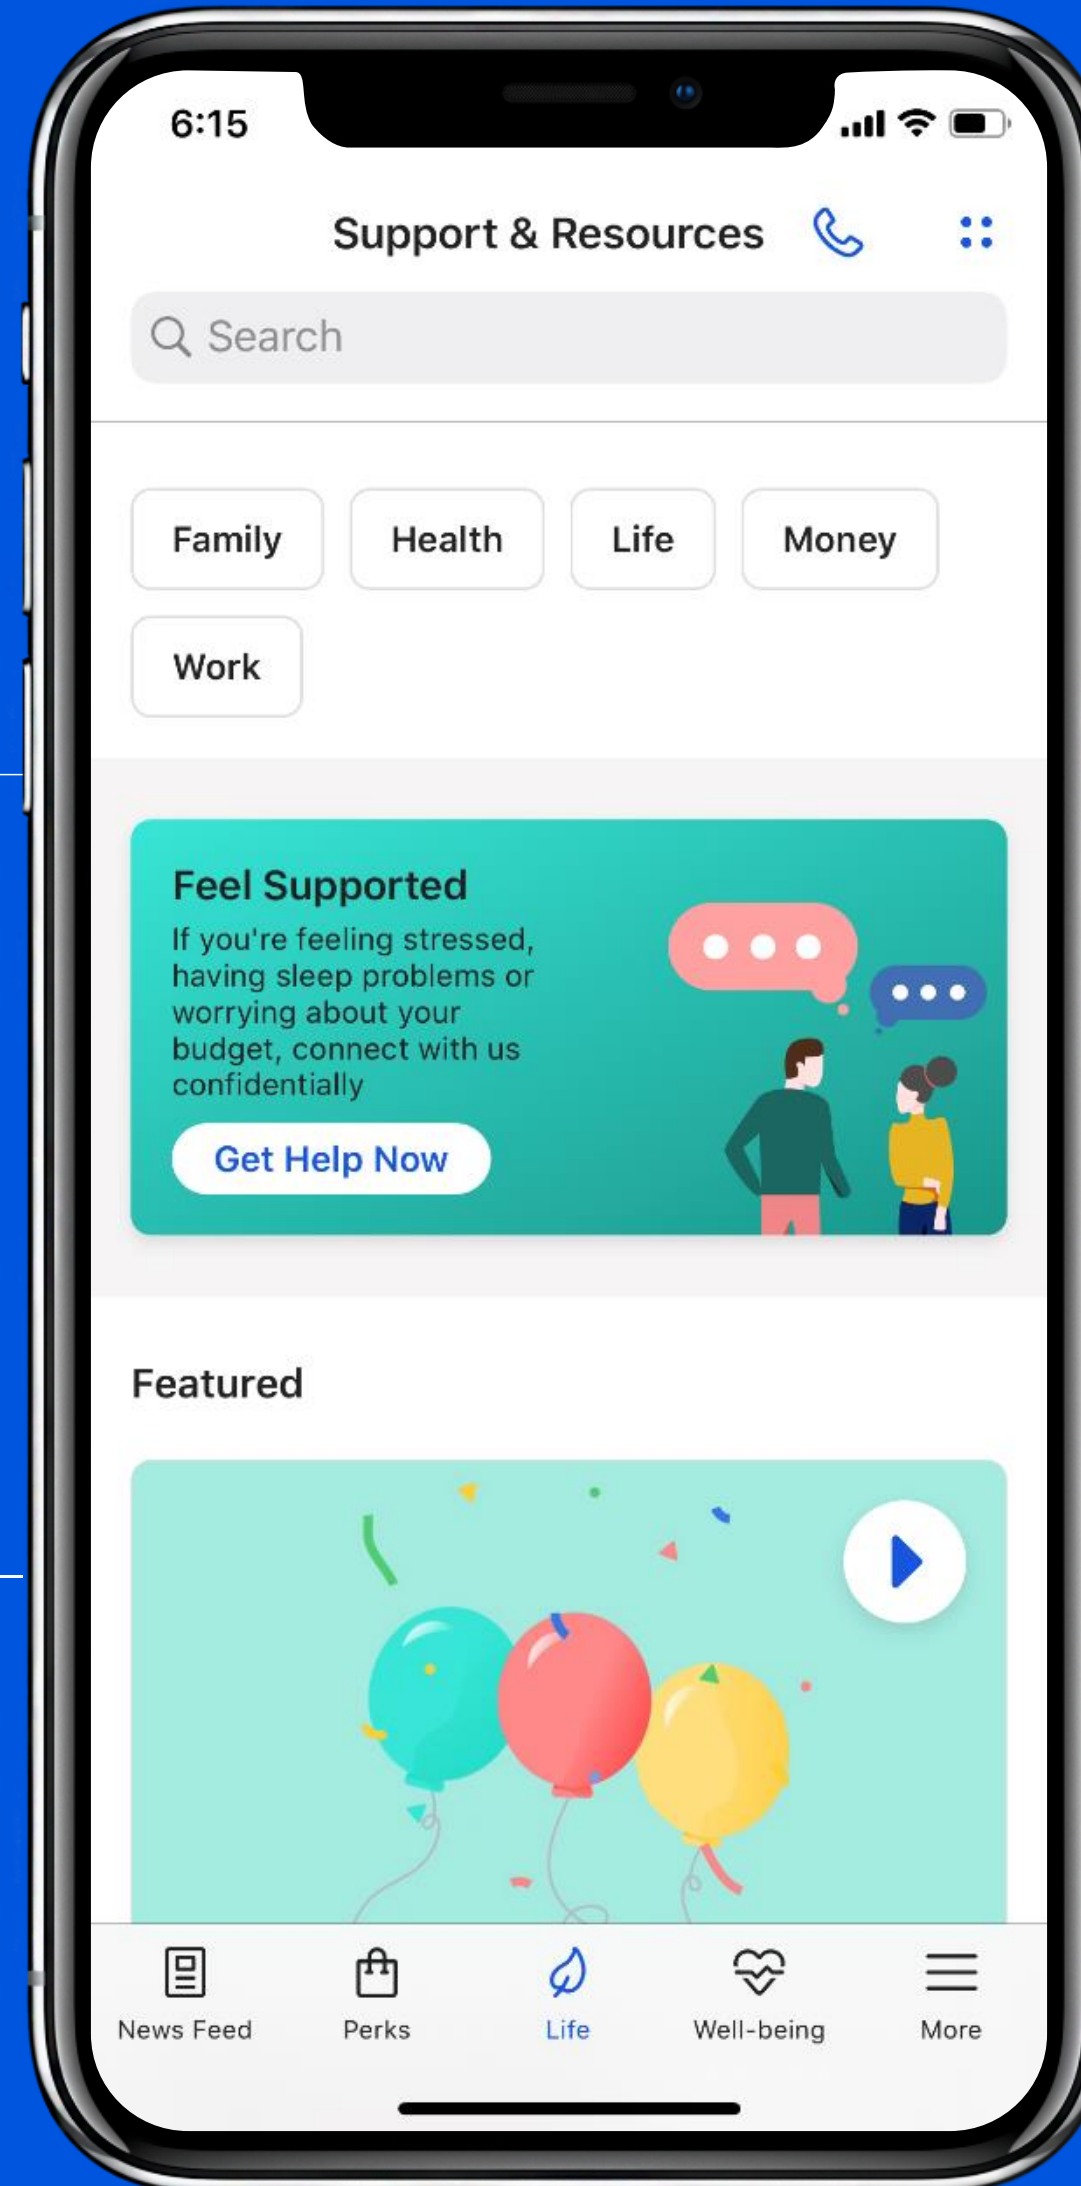 6:15
Support & Resources
Search
Family Health Life Money
Work
Feel Supported
If you're feeling stressed,
having sleep problems or
worrying about your
budget, connect with us
confidentially
Get Help Now
Featured
News Feed Perks Life Well-being More